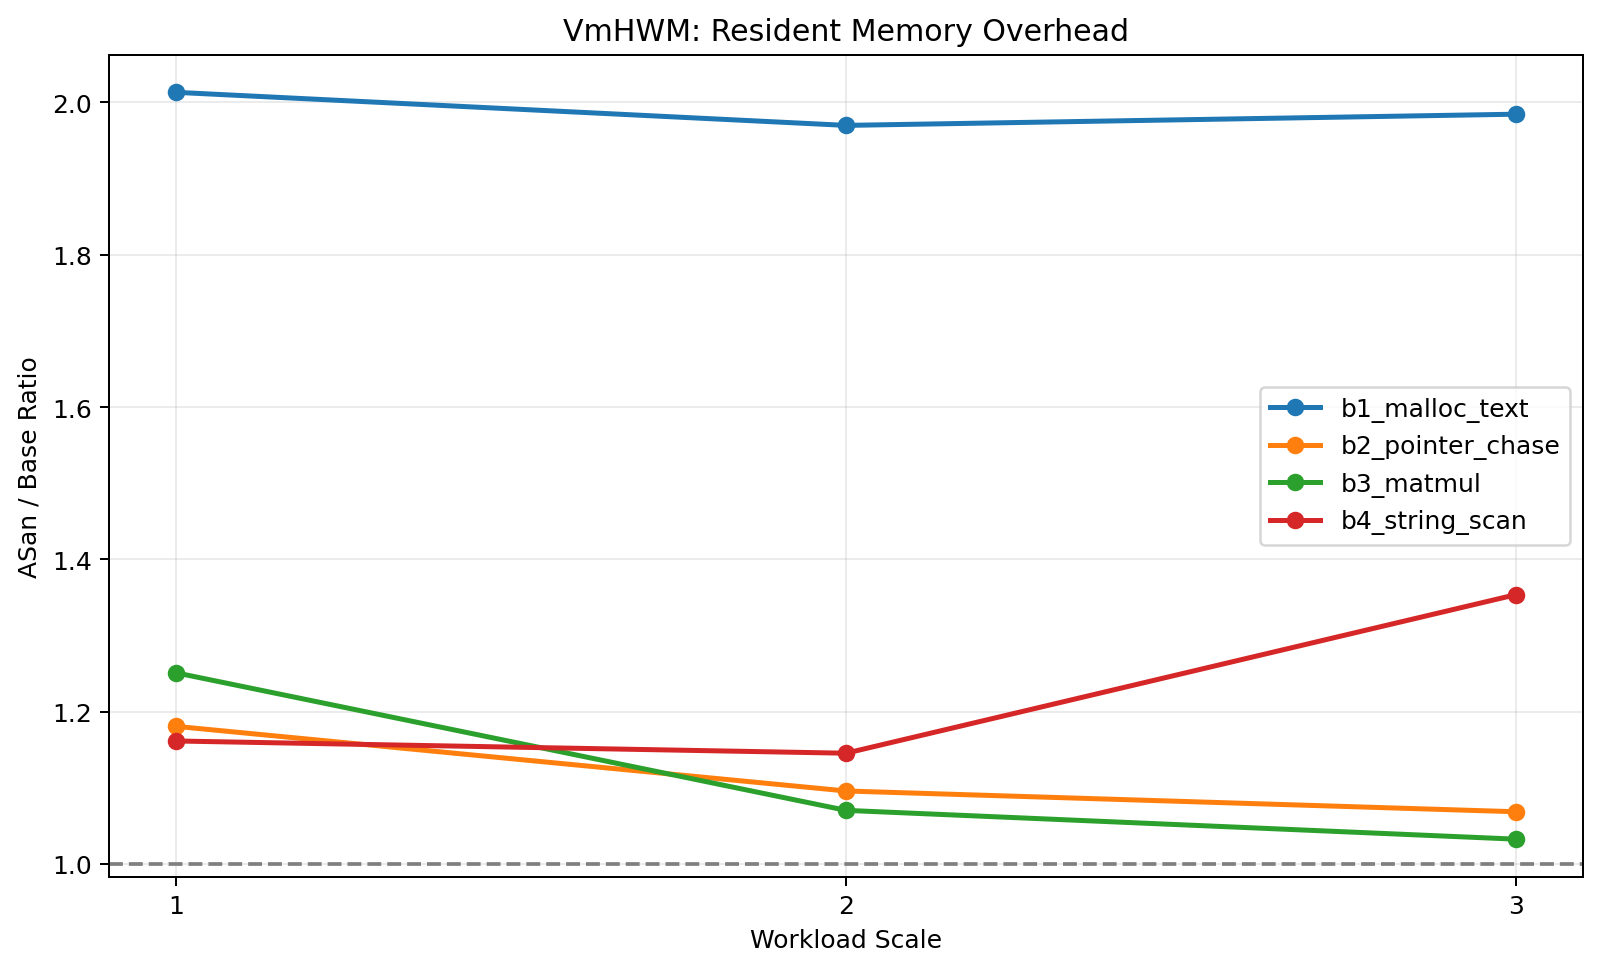 VmHWM: Resident Memory Overhead
ASan / Base Ratio
2.0
1.8
1.6
1.4
1.2
1.0
b1_malloc_text
b2_pointer_chase
b3_matmul
b4_string_scan
1
2
3
Workload Scale